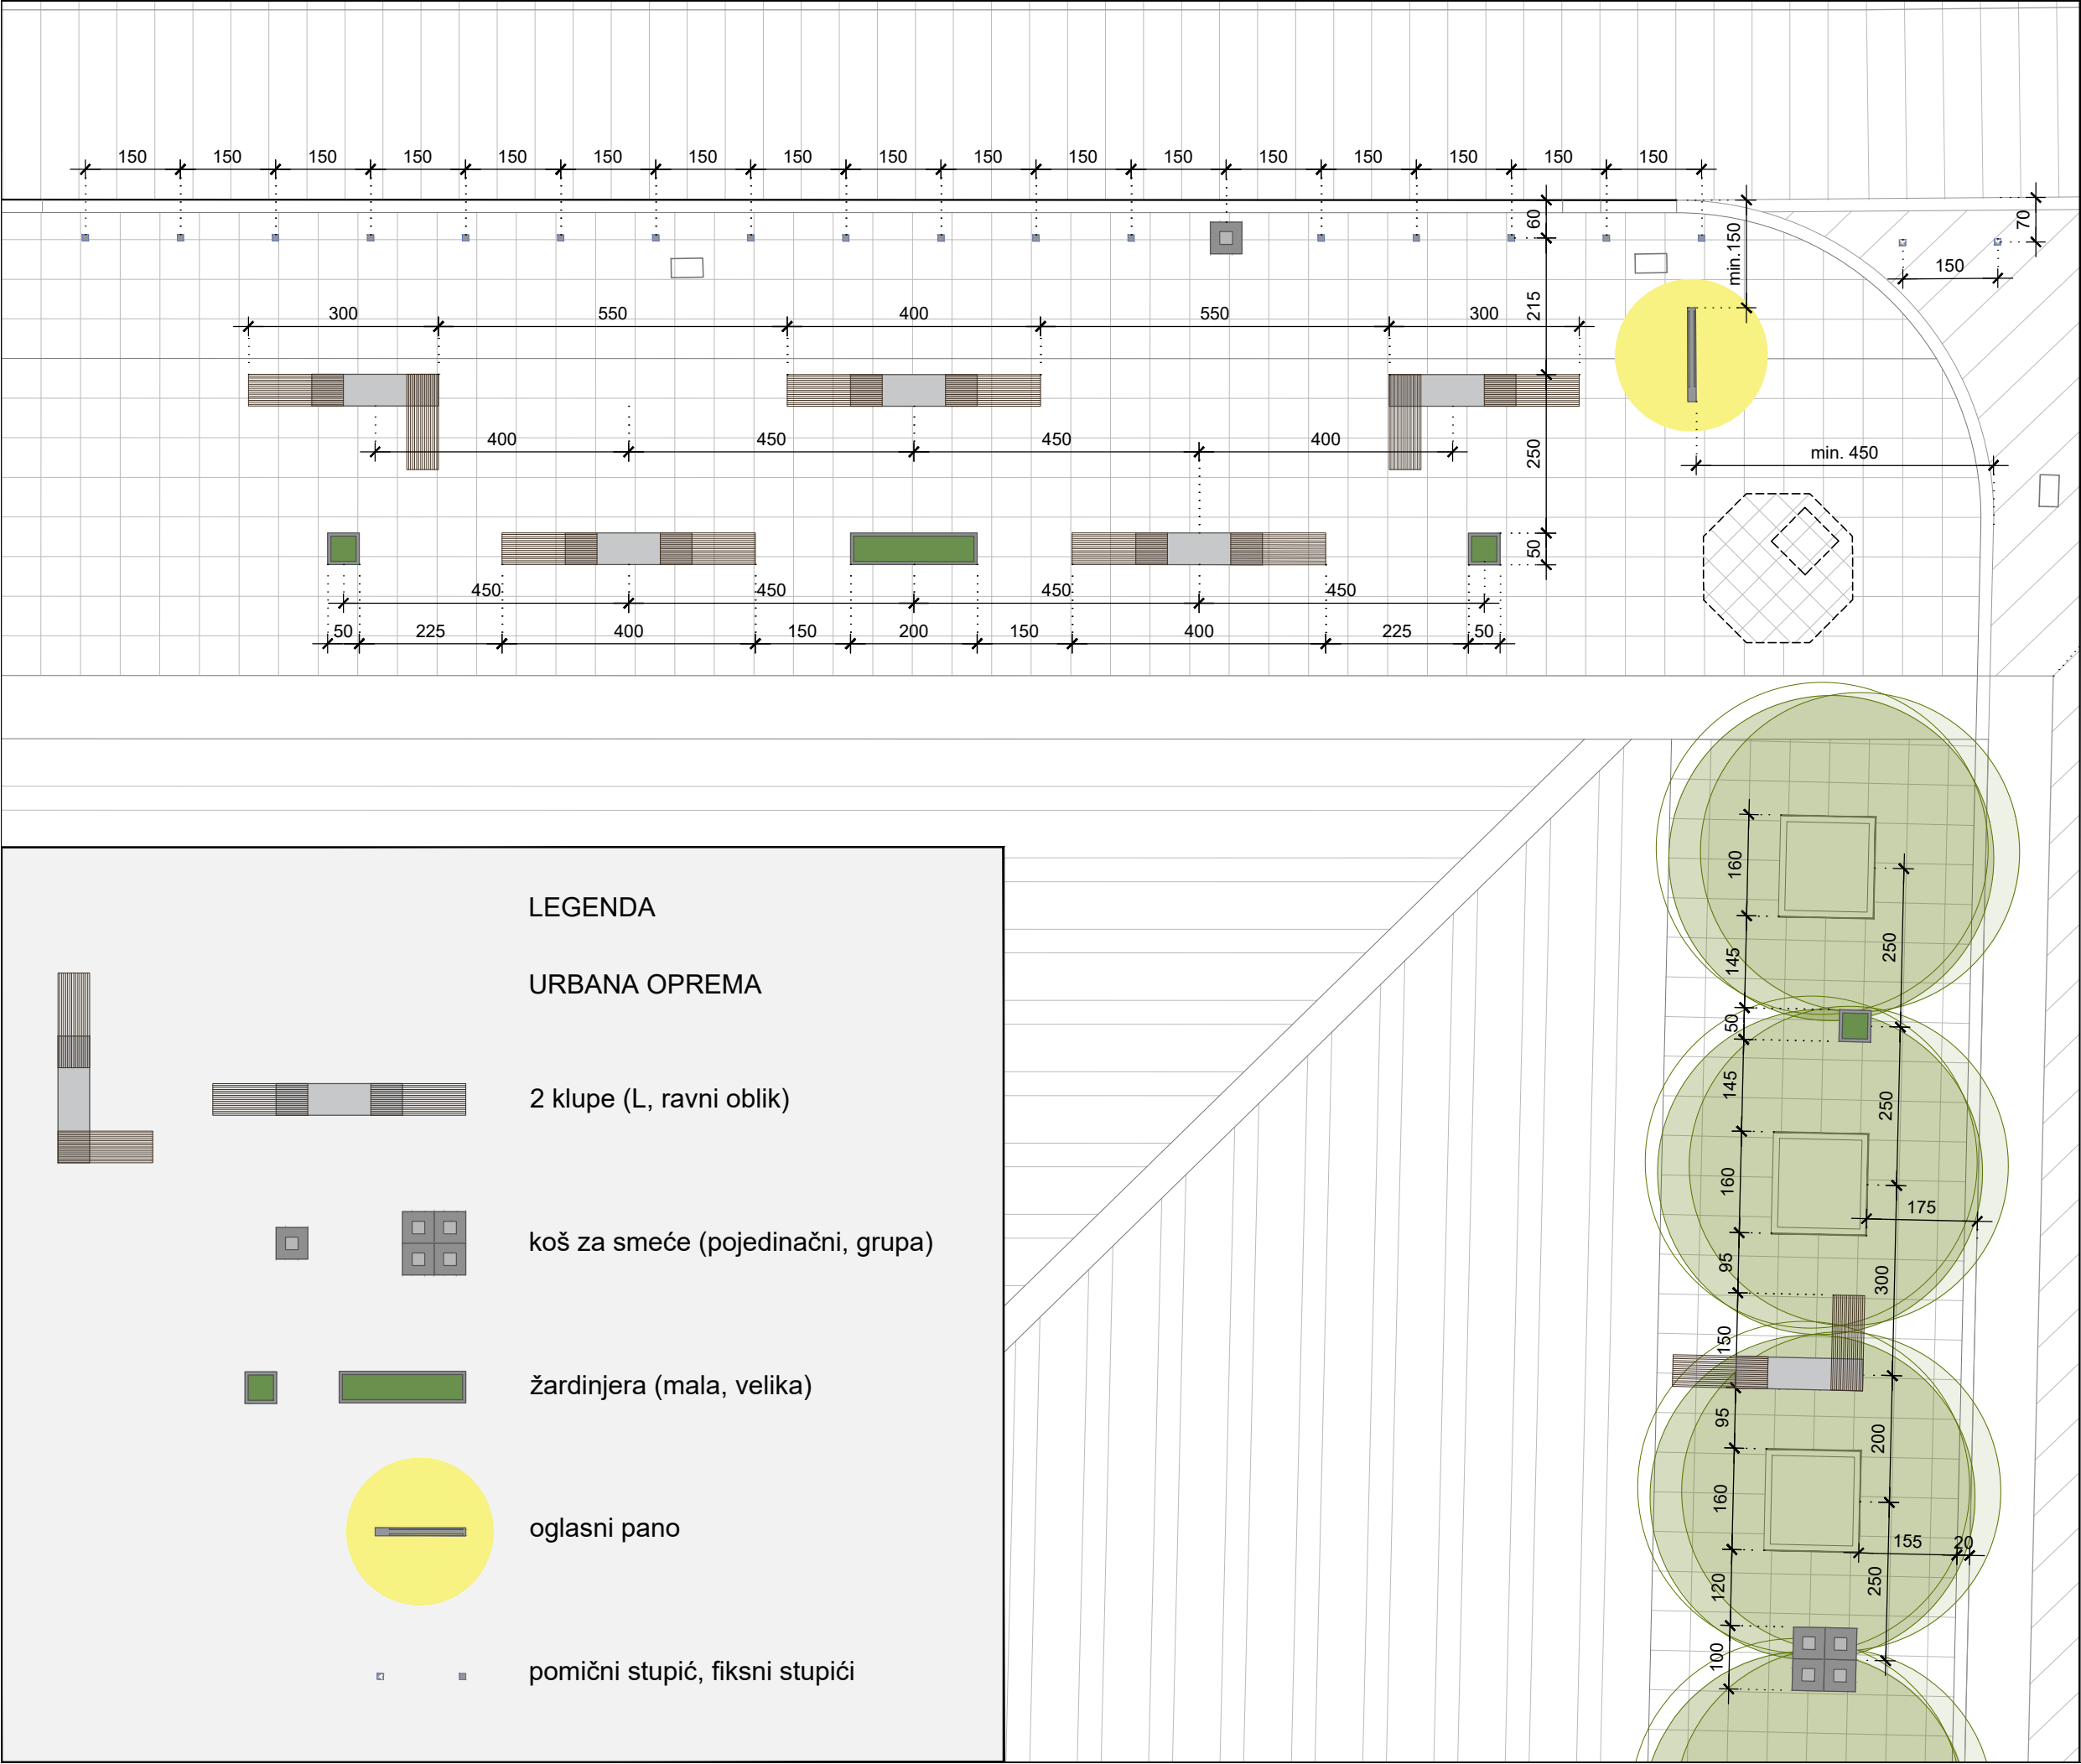 150 150 150 150 150 150 150 150 150 150 150 150 150 150 150 150 150
60
min.150
70
150
215
300 550 400 550 300
400 450 450 400
250
min. 450
50
450 450 450 450
50 225 400 150 200 150 400 225 50
160
250
145
50
145
250
160
175
95
300
150
95
200
160
155 20
120
250
100
LEGENDA
URBANA OPREMA
2 klupe (L, ravni oblik)
koš za smeće (pojedinačni, grupa)
žardinjera (mala, velika)
oglasni pano
pomični stupić, fiksni stupići